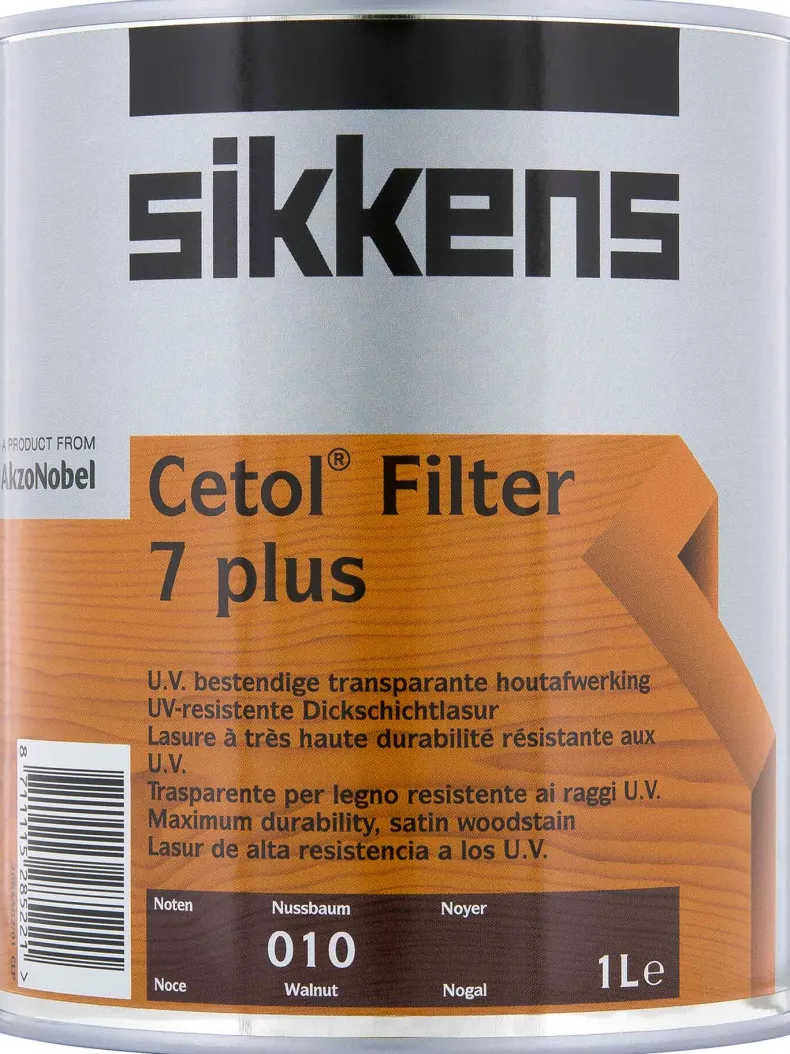 sikkens
A PRODUCT FROM
AkzoNobel
Cetol® Filter
7 plus
U.V. bestendige transparante houtafwerking
UV-resistente Dickschichtlasur
Lasure à très haute durabilité résistante aux
U.V.
Trasparente per legno resistente ai raggi U.V.
Maximum durability, satin woodstain
Lasur de alta resistencia a los U.V.
8 711115 285221 >
Noten Nussbaum Noyer
010
Noce Walnut Nogal
1L e